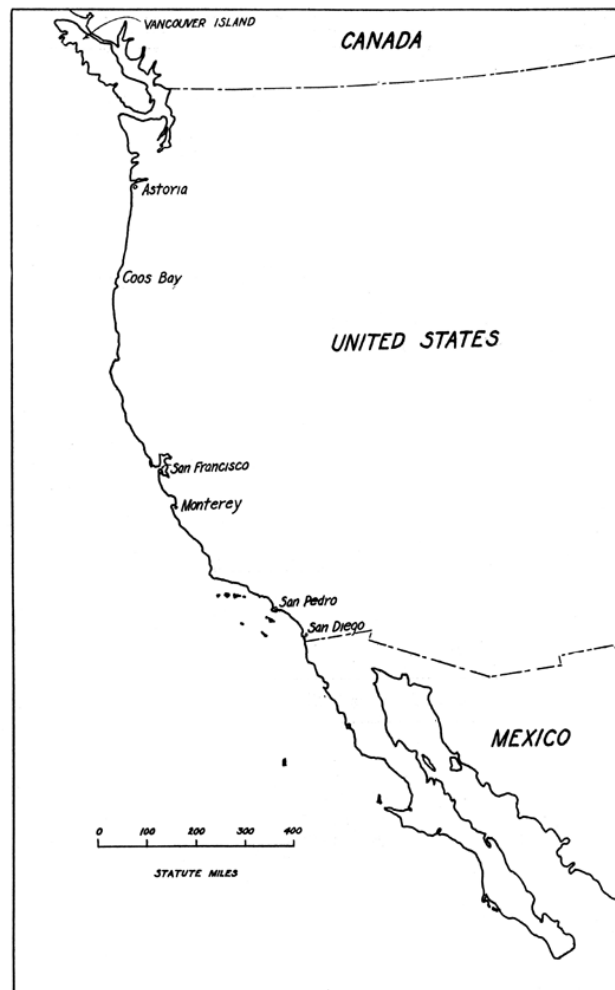 VANCOUVER ISLAND
CANADA
Astoria
Coos Bay
UNITED STATES
San Francisco
Monterey
San Pedro
San Diego
MEXICO
0 100 200 300 400
STATUTE MILES